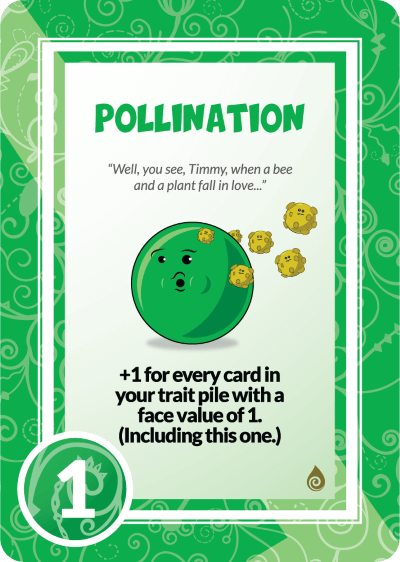 POLLINATION
“Well, you see, Timmy, when a bee
and a plant fall in love...”
+1 for every card in
your trait pile with a
face value of 1.
(Including this one.)
1